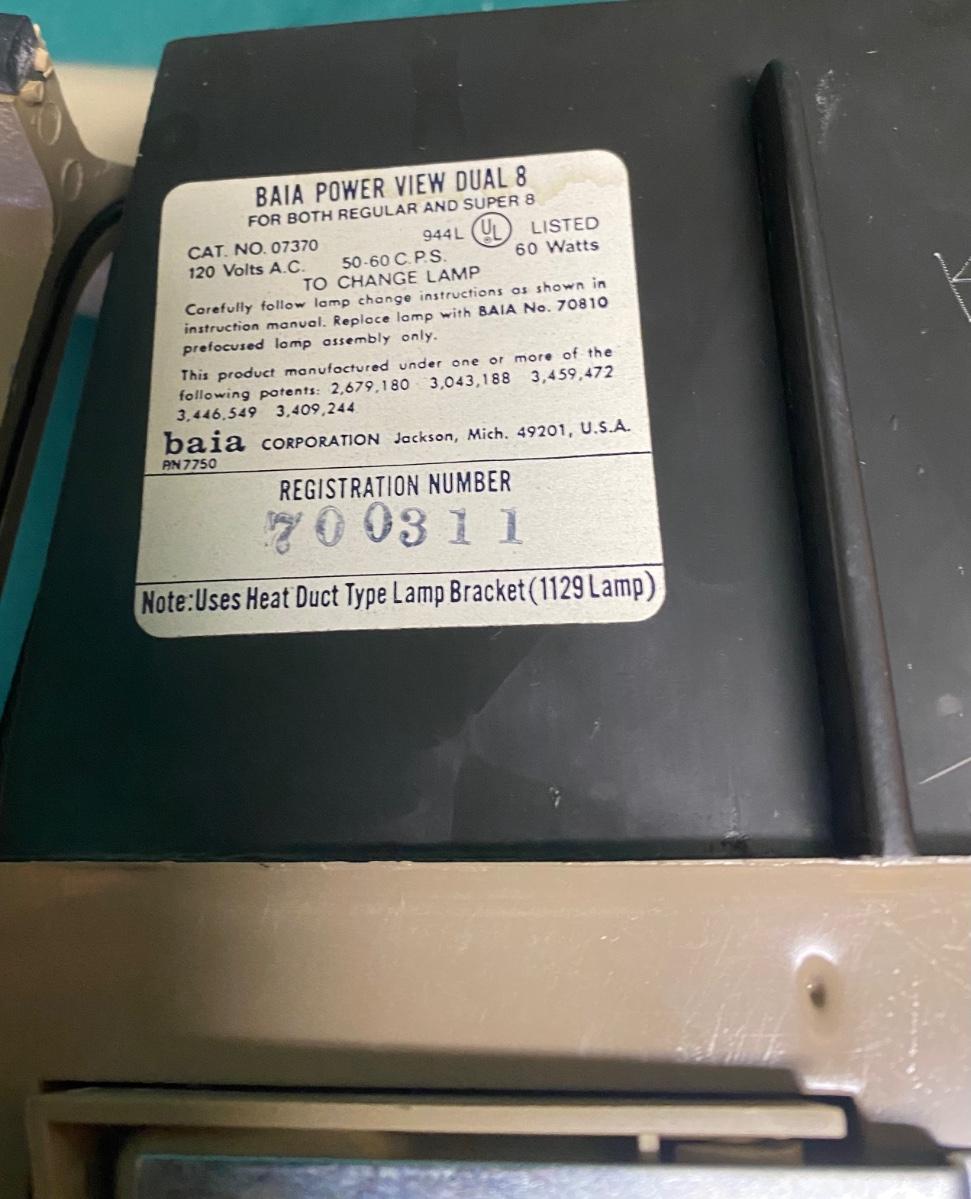 BAIA POWER VIEW DUAL 8
FOR BOTH REGULAR AND SUPER 8
CAT. NO. 07370 944L UL LISTED
120 Volts A.C. 50-60 C.P.S. 60 Watts
TO CHANGE LAMP
Carefully follow lamp change instructions as shown in
instruction manual. Replace lamp with BAIA No. 70810
prefocused lamp assembly only.
This product manufactured under one or more of the
following patents: 2,679,180 3,043,188 3,459,472
3,446,549 3,409,244
baia CORPORATION Jackson, Mich. 49201, U.S.A.
PN7750
REGISTRATION NUMBER
700311
Note:Uses Heat Duct Type Lamp Bracket(1129 Lamp)